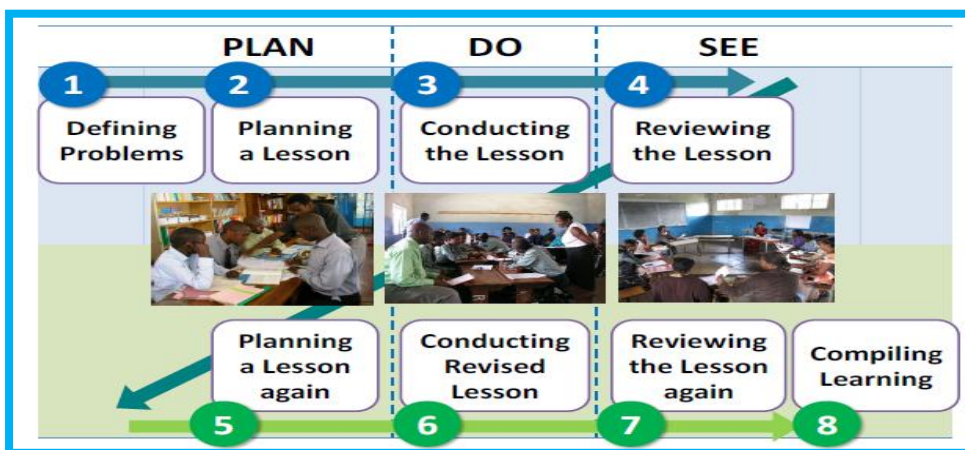 PLAN
DO
SEE
1
2
3
4
Defining
Problems
Planning
a Lesson
Conducting
the Lesson
Reviewing
the Lesson
Planning
a Lesson
again
Conducting
Revised
Lesson
Reviewing
the Lesson
again
Compiling
Learning
5
6
7
8